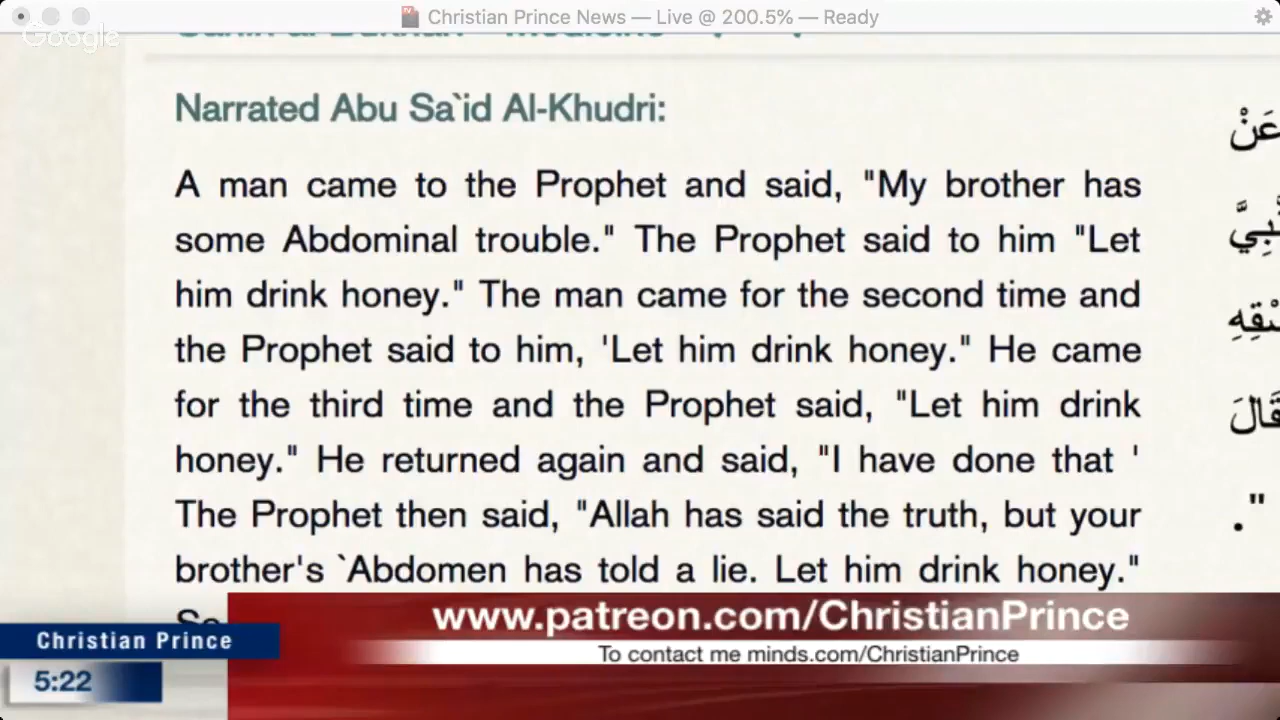 Christian Prince News — Live @ 200.5% — Ready
Google
Narrated Abu Sa`id Al-Khudri:
A man came to the Prophet and said, "My brother has
some Abdominal trouble." The Prophet said to him "Let
him drink honey." The man came for the second time and
the Prophet said to him, 'Let him drink honey." He came
for the third time and the Prophet said, "Let him drink
honey." He returned again and said, "I have done that '
The Prophet then said, "Allah has said the truth, but your
brother's `Abdomen has told a lie. Let him drink honey."
So
عَنْ
قَالَ
". 
www.patreon.com/ChristianPrince
To contact me minds.com/ChristianPrince
Christian Prince
5:22